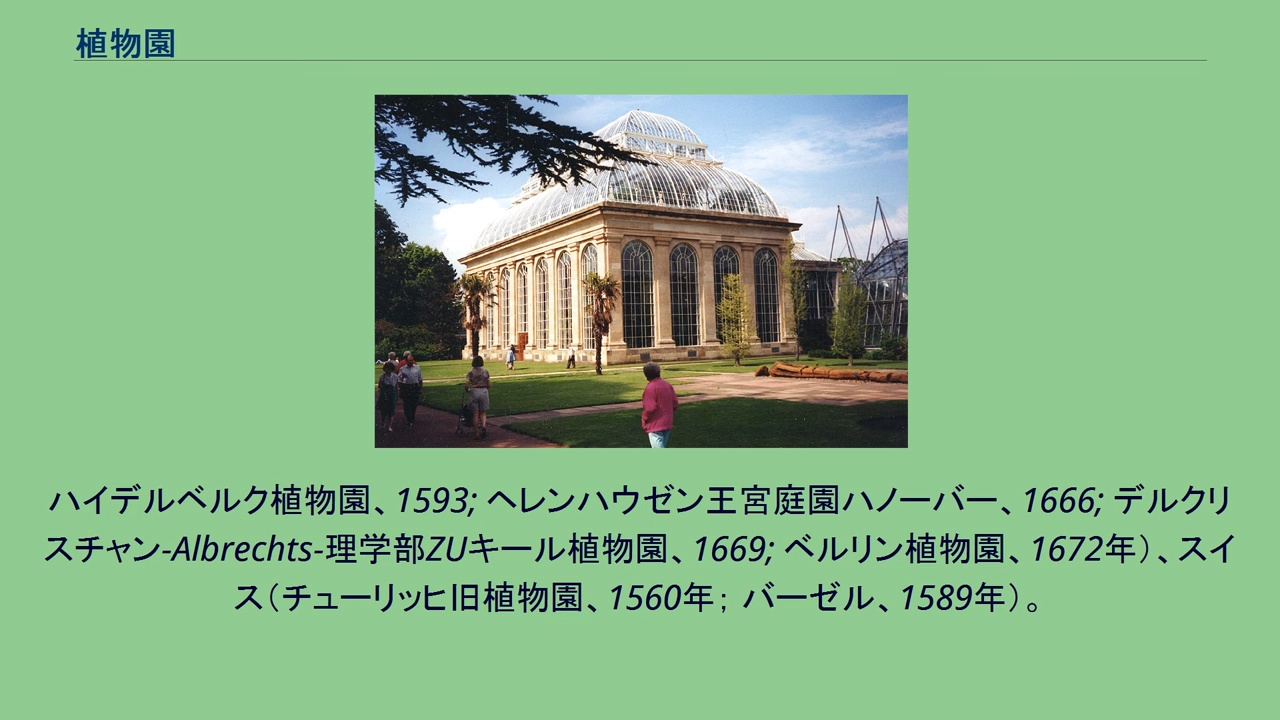 植物園
ハイデルベルク植物園、1593; ヘレンハウゼン王宮庭園ハノーバー、1666; デルクリ
スチャン-Albrechts-理学部ZUキール植物園、1669; ベルリン植物園、1672年）、スイ
ス（チューリッヒ旧植物園、1560年； バーゼル、1589年）。